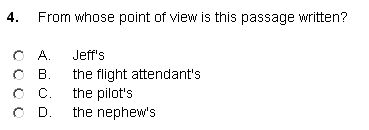 4. From whose point of view is this passage written?
A. Jeff's
B. the flight attendant's
C. the pilot's
D. the nephew's